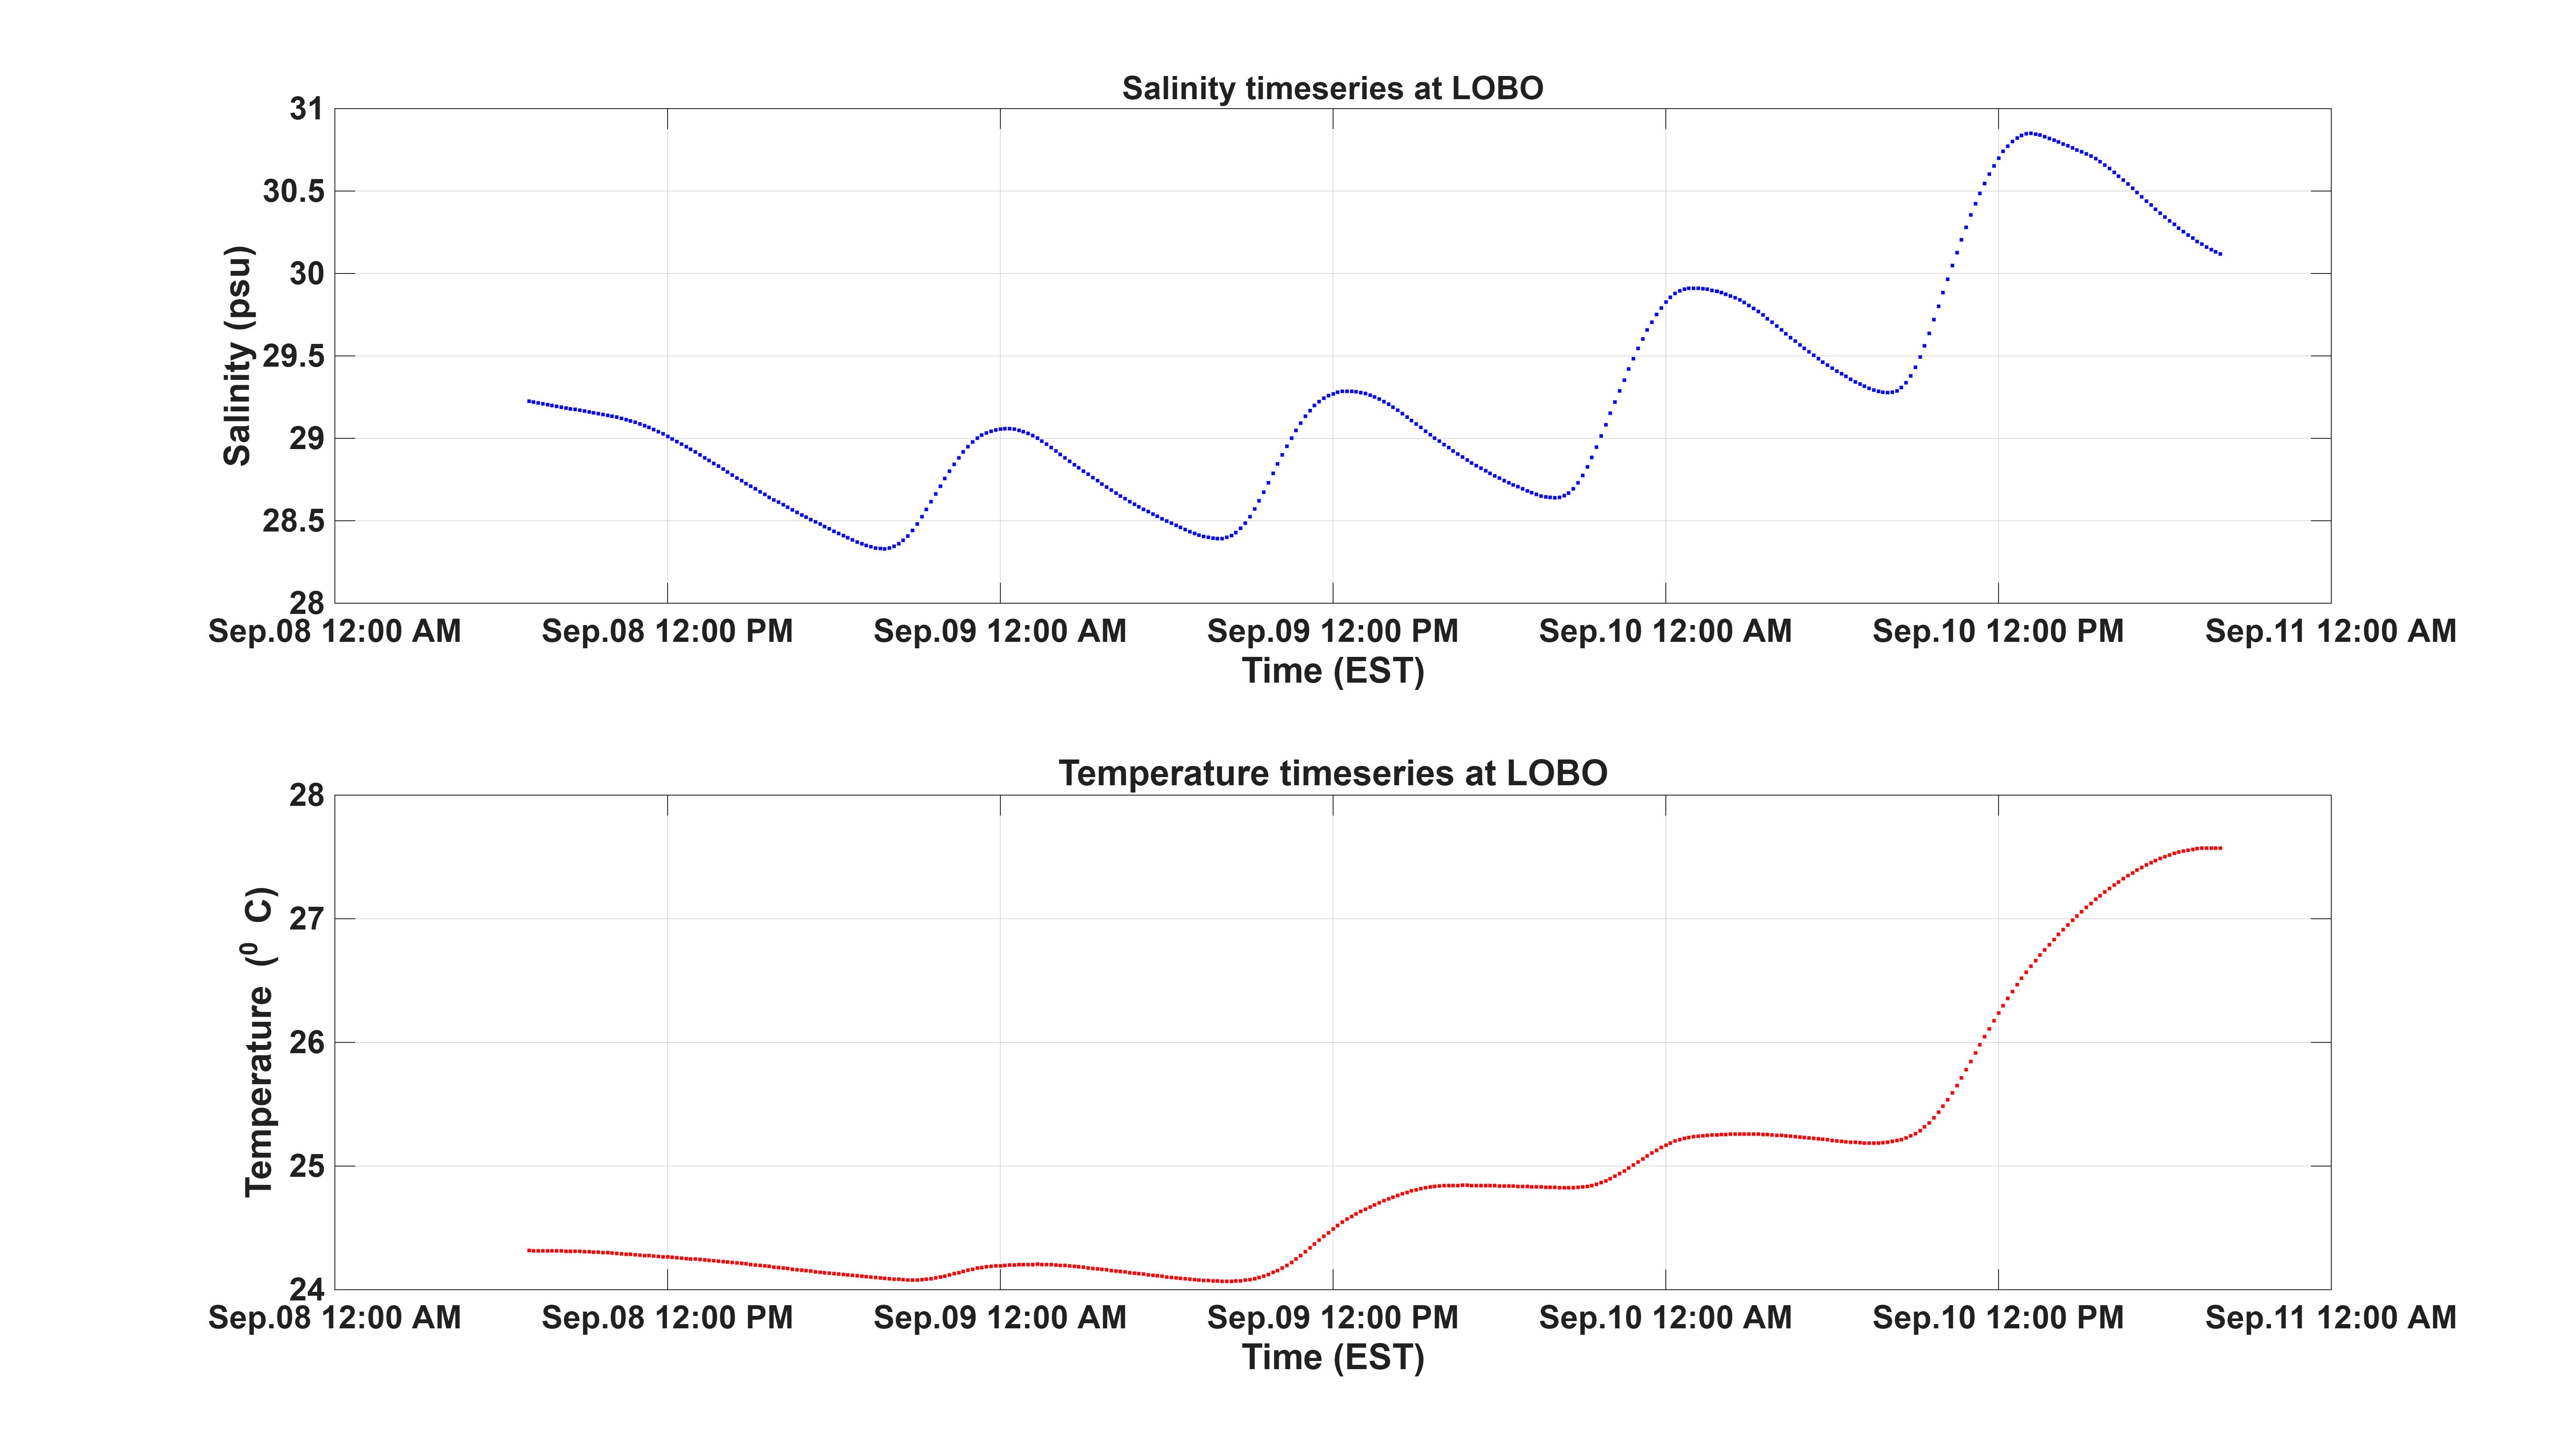 Salinity timeseries at LOBO
31
30.5
30
29.5
29
28.5
28
Salinity (psu)
Sep.08 12:00 AM Sep.08 12:00 PM Sep.09 12:00 AM Sep.09 12:00 PM Sep.10 12:00 AM Sep.10 12:00 PM Sep.11 12:00 AM
Time (EST)
Temperature timeseries at LOBO
28
27
26
25
24
Temperature (⁰ C)
Sep.08 12:00 AM Sep.08 12:00 PM Sep.09 12:00 AM Sep.09 12:00 PM Sep.10 12:00 AM Sep.10 12:00 PM Sep.11 12:00 AM
Time (EST)